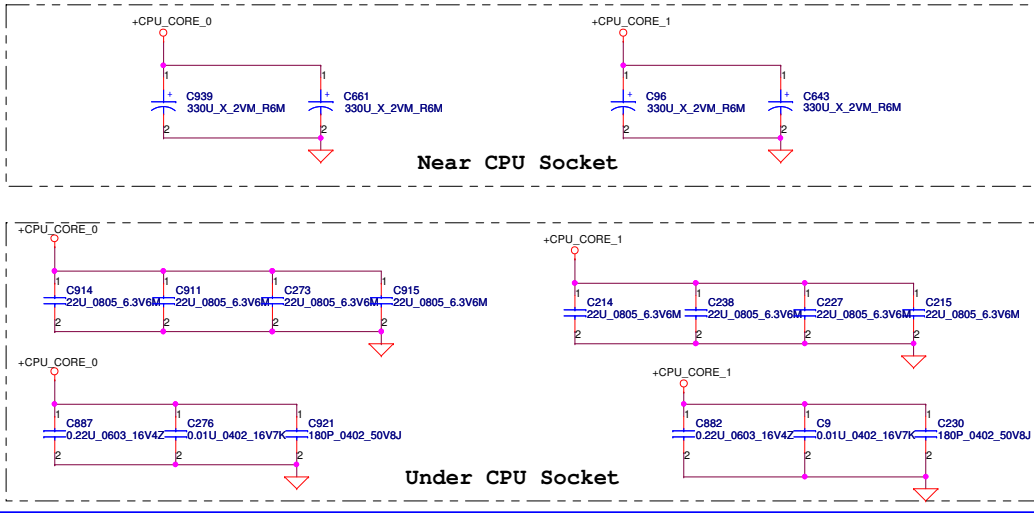 +CPU_CORE_0 +CPU_CORE_1
1 1 1 1
+ C939 + C661 + C96 + C643
330U_X_2VM_R6M 330U_X_2VM_R6M 330U_X_2VM_R6M 330U_X_2VM_R6M
2 2 2 2
Near CPU Socket
+CPU_CORE_0
+CPU_CORE_1
1 1 1 1
C914 C911 C273 C915
22U_0805_6.3V6M 22U_0805_6.3V6M 22U_0805_6.3V6M 22U_0805_6.3V6M
2 2 2 2
1 1 1 1
C214 C238 C227 C215
22U_0805_6.3V6M 22U_0805_6.3V6M 22U_0805_6.3V6M 22U_0805_6.3V6M
2 2 2 2
+CPU_CORE_0
+CPU_CORE_1
1 1 1 1 1 1
C887 C276 C921 C882 C9 C230
0.22U_0603_16V4Z 0.01U_0402_16V7K 180P_0402_50V8J 0.22U_0603_16V4Z 0.01U_0402_16V7K 180P_0402_50V8J
2 2 2 2 2 2
Under CPU Socket